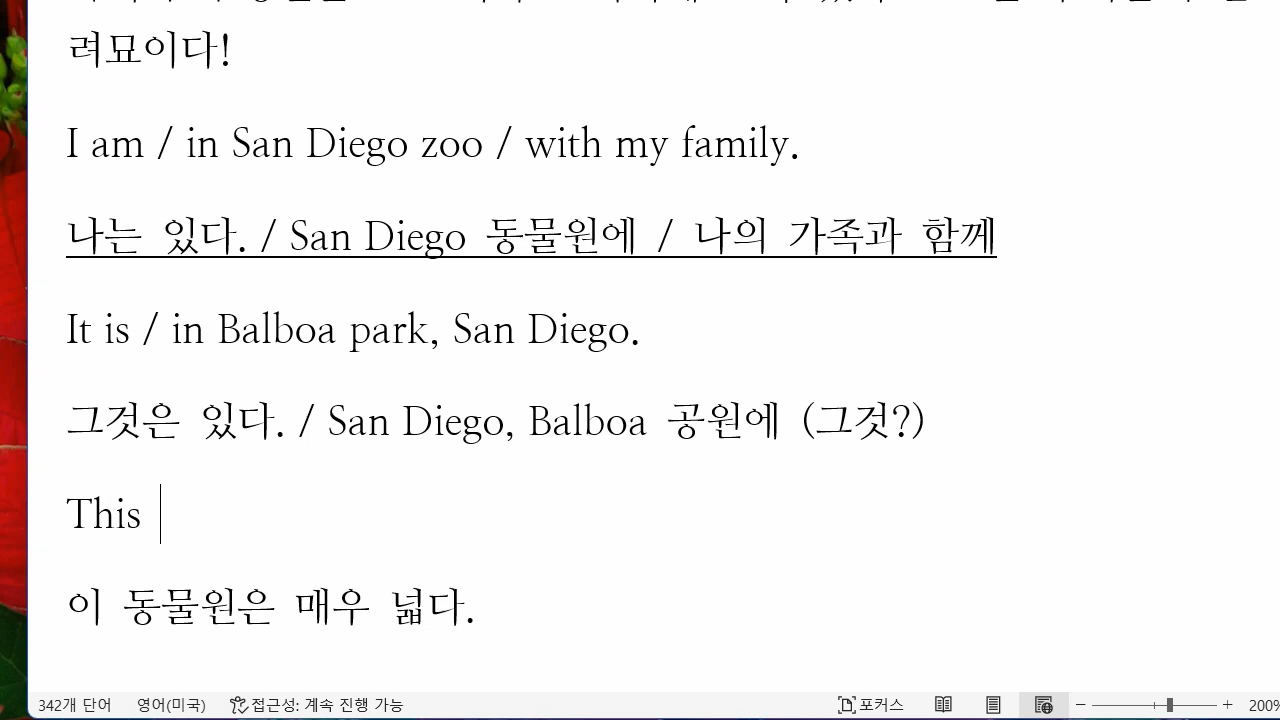 려묘이다!
I am / in San Diego zoo / with my family.
나는 있다. / San Diego 동물원에 / 나의 가족과 함께
It is / in Balboa park, San Diego.
그것은 있다. / San Diego, Balboa 공원에 (그것?)
This
이 동물원은 매우 넓다.
342개 단어 영어(미국) 접근성: 계속 진행 가능 포커스 200%